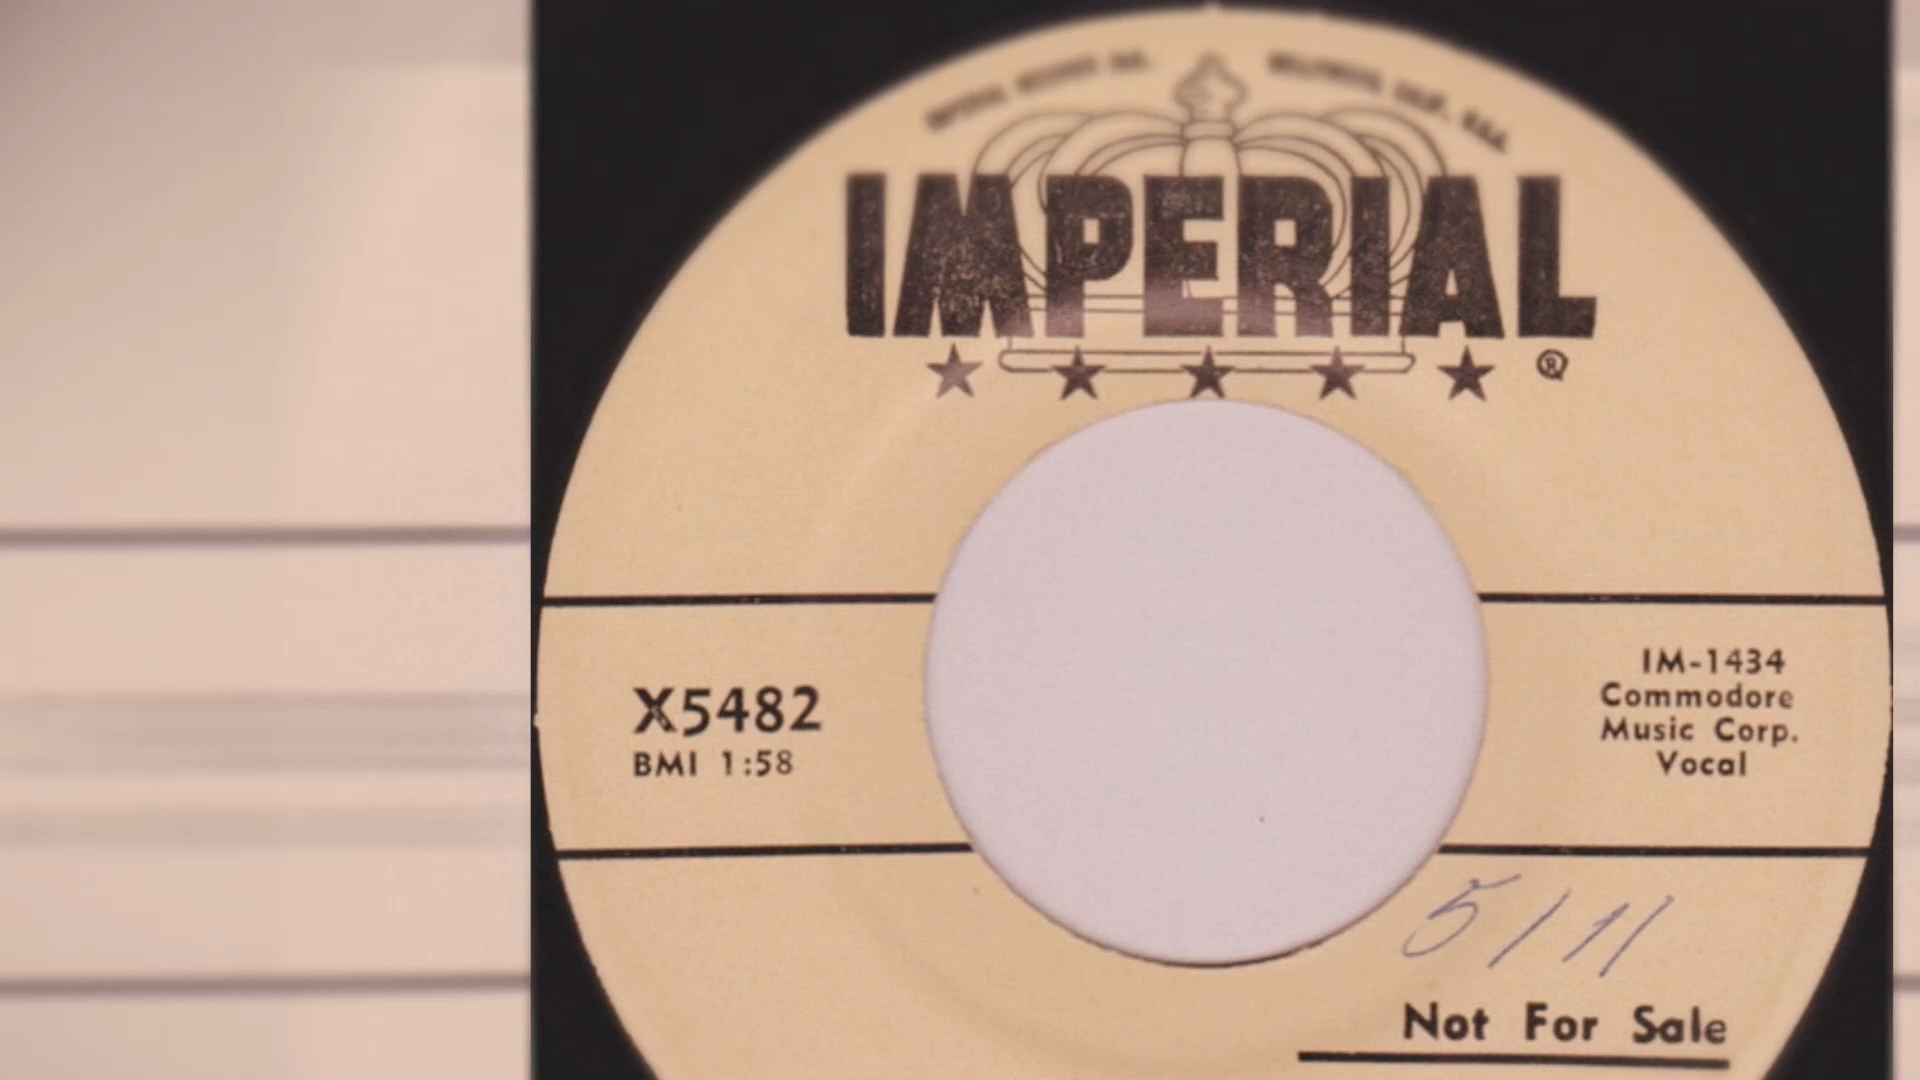 IMPERIAL
®
X5482
BMI 1:58
IM-1434
Commodore
Music Corp.
Vocal
5/11
Not For Sale